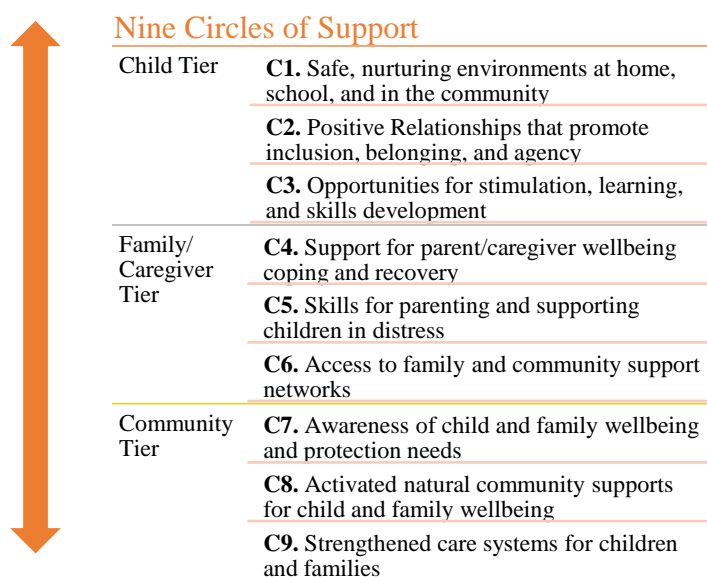 Nine Circles of Support
Child Tier
C1. Safe, nurturing environments at home,
school, and in the community
C2. Positive Relationships that promote
inclusion, belonging, and agency
C3. Opportunities for stimulation, learning,
and skills development
Family/
Caregiver
Tier
C4. Support for parent/caregiver wellbeing
coping and recovery
C5. Skills for parenting and supporting
children in distress
C6. Access to family and community support
networks
Community
Tier
C7. Awareness of child and family wellbeing
and protection needs
C8. Activated natural community supports
for child and family wellbeing
C9. Strengthened care systems for children
and families